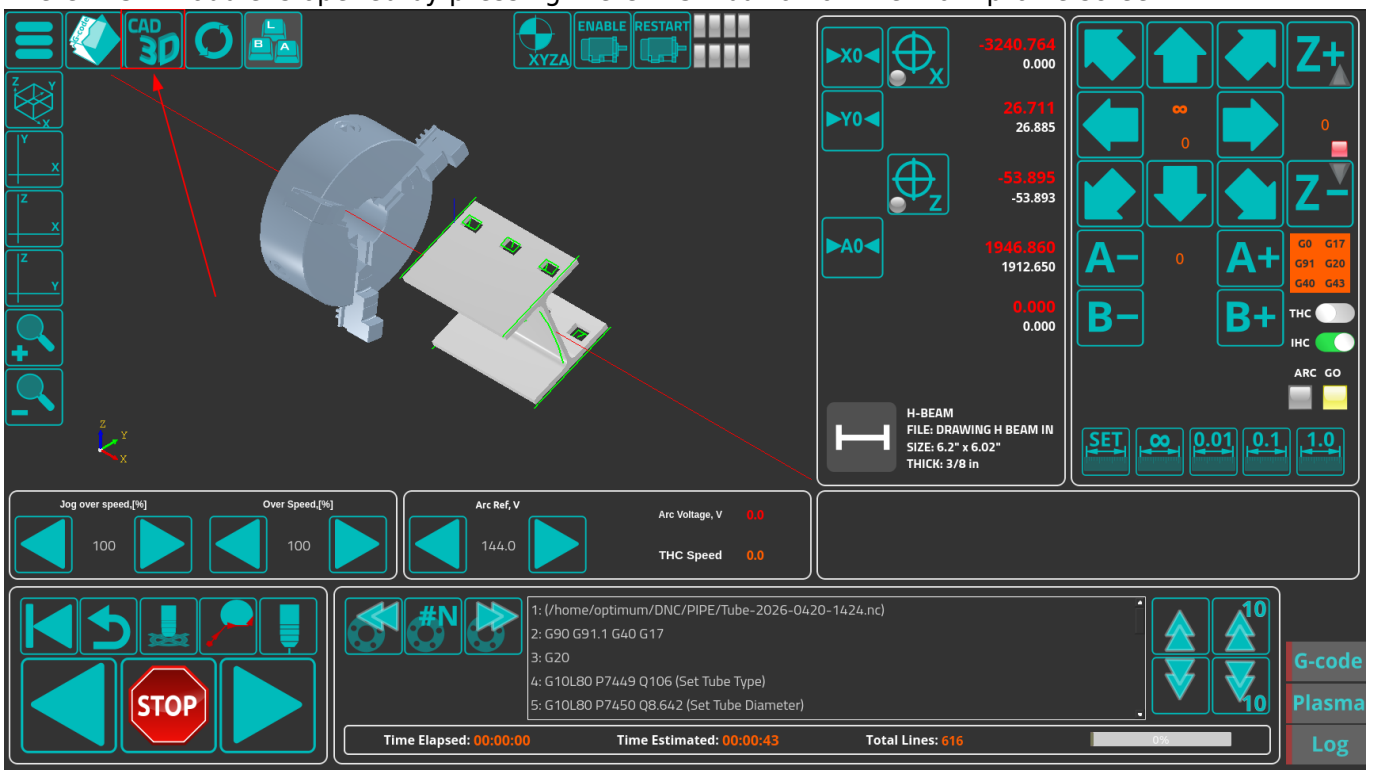 G-code
CAD
3D
L
B
A
XYZA
ENABLE
RESTART
►X0◄
X
-3240.764
0.000
►Y0◄
26.711
26.885
Z
-53.895
-53.893
►A0◄
1946.860
1912.650
0.000
0.000
H-BEAM
FILE: DRAWING H BEAM IN
SIZE: 6.2" x 6.02"
THICK: 3/8 in
Z+
∞
0
0
Z-
A-
0
A+
G0 G17
G91 G20
G40 G43
B-
B+
THC
IHC
ARC GO
SET
∞
0.01
0.1
1.0
Z
Y
X
Y
X
Z
X
Z
Y
+
-
Z
Y
X
Jog over speed,[%]
100
Over Speed,[%]
100
Arc Ref, V
144.0
Arc Voltage, V 0.0
THC Speed 0.0
STOP
#N
1: (/home/optimum/DNC/PIPE/Tube-2026-0420-1424.nc)
2: G90 G91.1 G40 G17
3: G20
4: G10L80 P7449 Q106 (Set Tube Type)
5: G10L80 P7450 Q8.642 (Set Tube Diameter)
10
10
G-code
Plasma
Log
Time Elapsed: 00:00:00
Time Estimated: 00:00:43
Total Lines: 616
0%